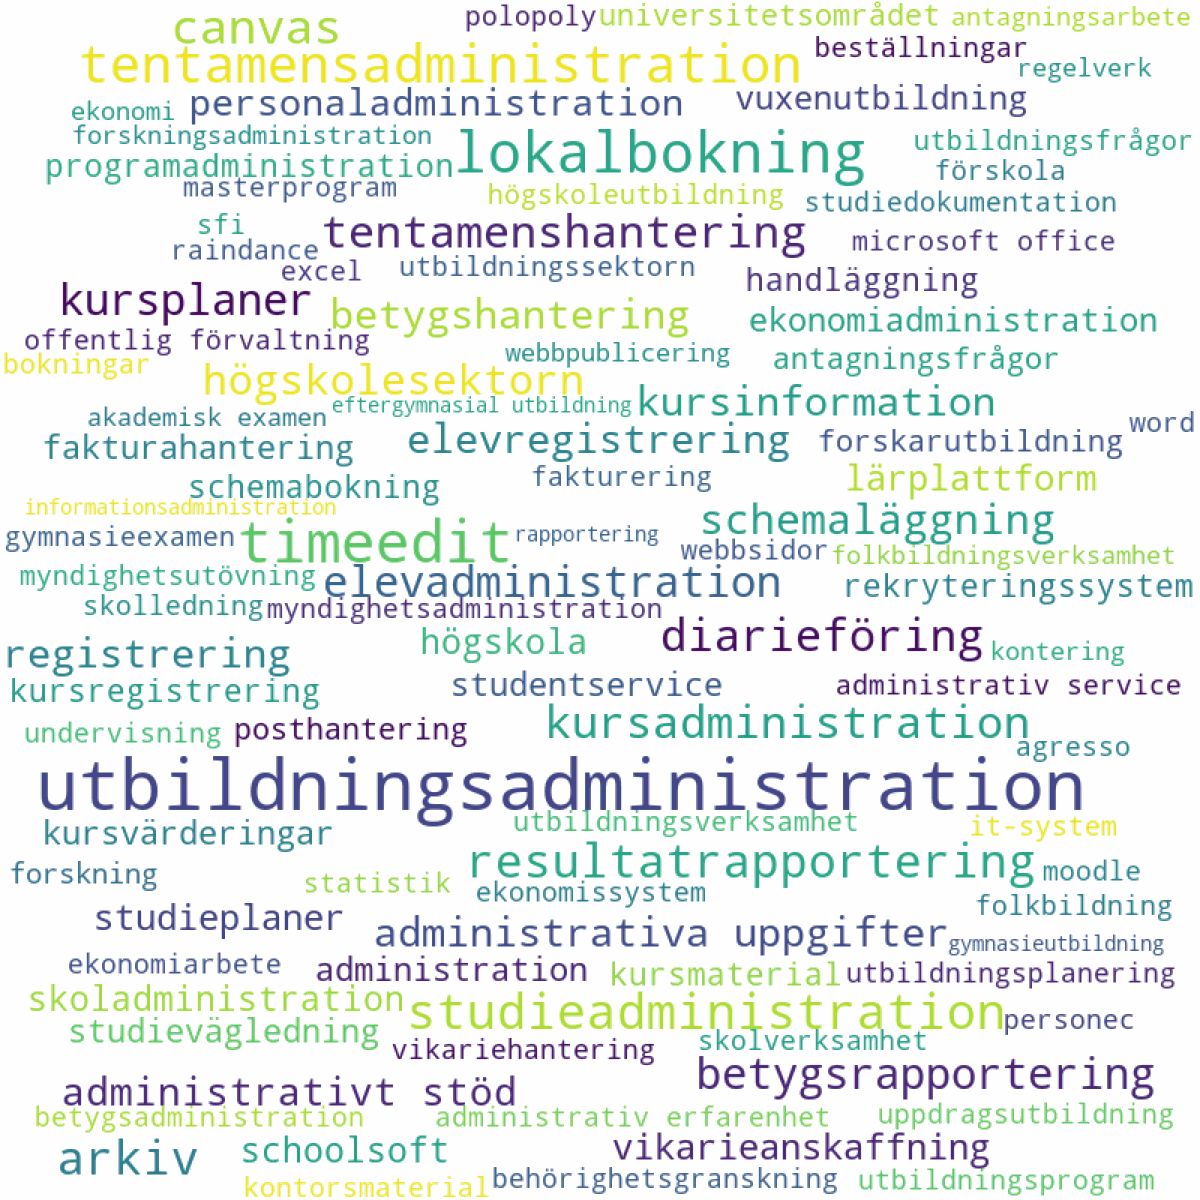 polopoly universitetsområdet antagningsarbete
canvas
beställningar
tentamensadministration
regelverk
ekonomi personaladministration vuxenutbildning
forskningsadministration
lokalbokning utbildningsfrågor
programadministration
förskola
masterprogram högskoleutbildning studiedokumentation
sfi
tentamenshantering microsoft office
raindance
excel utbildningssektorn handläggning
kursplaner betygshantering ekonomiadministration
offentlig förvaltning
webbpublicering antagningsfrågor
bokningar
högskolesektorn
eftergymnasial utbildning kursinformation
akademisk examen
word
fakturahantering elevregistrering forskarutbildning
fakturering lärplattform
schemabokning
informationsadministration
schemaläggning
gymnasieexamen timeedit rapportering
webbsidor folkbildningsverksamhet
myndighetsutövning elevadministration rekryteringssystem
skolledning myndighetsadministration
högskola diarieföring
registrering kontering
kursregistrering studentservice administrativ service
undervisning posthantering kursadministration
agresso
utbildningsadministration
kursvärderingar utbildningsverksamhet it-system
resultatrapportering
forskning statistik moodle
ekonomissystem
folkbildning
studieplaner administrativa uppgifter gymnasieutbildning
ekonomiarbete administration kursmaterial utbildningsplanering
skoladministration studieadministration
personec
studievägledning skolverksamhet
vikariehantering
betygsrapportering
administrativt stöd
betygsadministration administrativ erfarenhet uppdragsutbildning
arkiv schoolsoft vikarieanskaffning
kontorsmaterial behörighetsgranskning utbildningsprogram